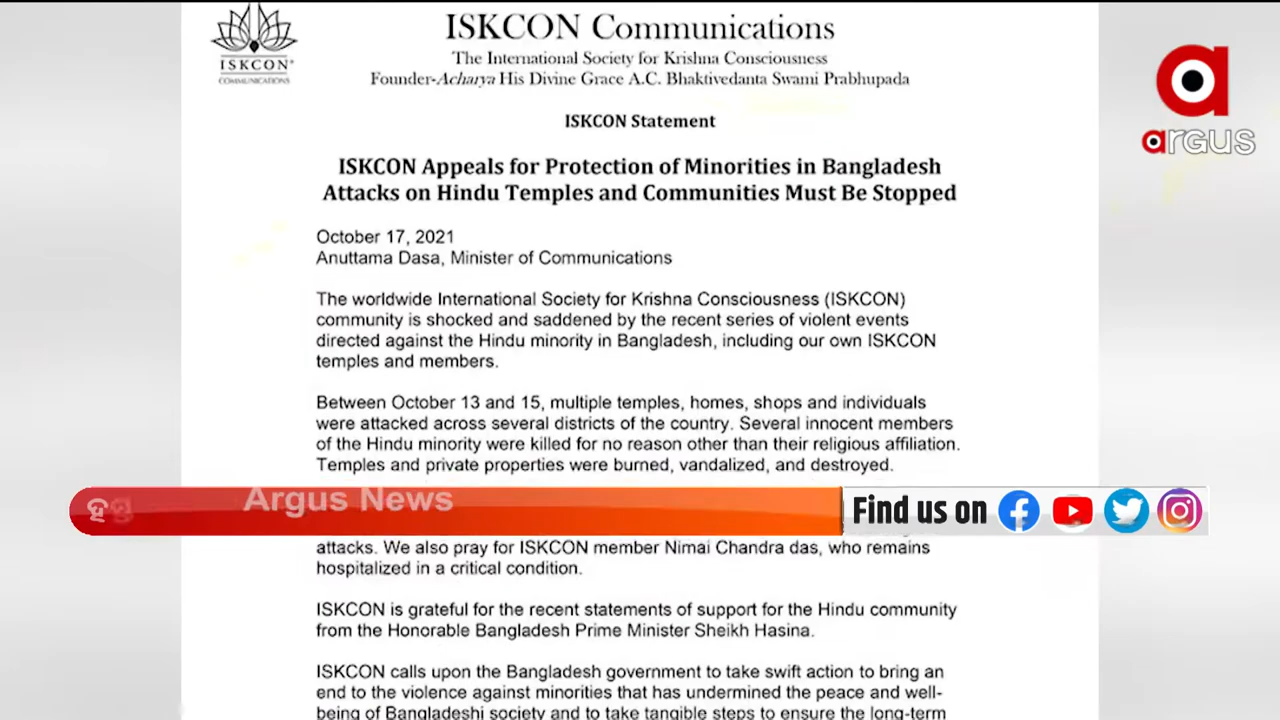 ISKCON Communications
The International Society for Krishna Consciousness
Founder-Acharya His Divine Grace A.C. Bhaktivedanta Swami Prabhupada
ISKCON
COMMUNICATIONS
argus
ISKCON Statement
ISKCON Appeals for Protection of Minorities in Bangladesh
Attacks on Hindu Temples and Communities Must Be Stopped
October 17, 2021
Anuttama Dasa, Minister of Communications
The worldwide International Society for Krishna Consciousness (ISKCON)
community is shocked and saddened by the recent series of violent events
directed against the Hindu minority in Bangladesh, including our own ISKCON
temples and members.
Between October 13 and 15, multiple temples, homes, shops and individuals
were attacked across several districts of the country. Several innocent members
of the Hindu minority were killed for no reason other than their religious affiliation.
Temples and private properties were burned, vandalized, and destroyed.
Argus News
Find us on
attacks. We also pray for ISKCON member Nimai Chandra das, who remains
hospitalized in a critical condition.
ISKCON is grateful for the recent statements of support for the Hindu community
from the Honorable Bangladesh Prime Minister Sheikh Hasina.
ISKCON calls upon the Bangladesh government to take swift action to bring an
end to the violence against minorities that has undermined the peace and well-
being of Bangladeshi society and to take tangible steps to ensure the long-term